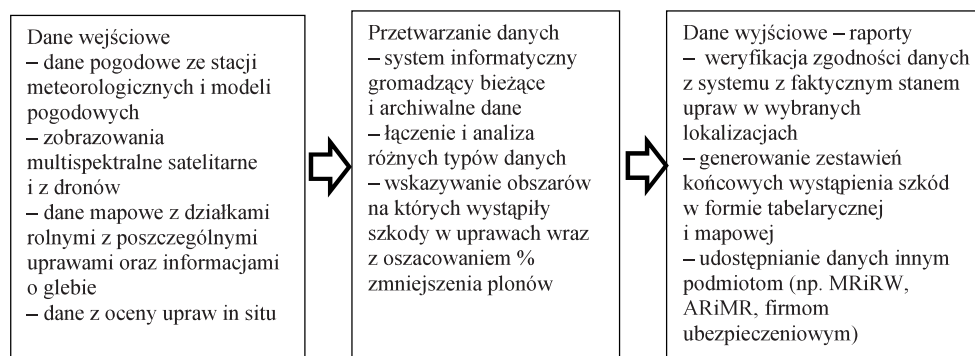 Dane wejściowe
– dane pogodowe ze stacji
meteorologicznych i modeli
pogodowych
– zobrazowania
multispektralne satelitarne
i z dronów
– dane mapowe z działkami
rolnymi z poszczególnymi
uprawami oraz informacjami
o glebie
– dane z oceny upraw in situ
Przetwarzanie danych
– system informatyczny
gromadzący bieżące
i archiwalne dane
– łączenie i analiza
różnych typów danych
– wskazywanie obszarów
na których wystąpiły
szkody w uprawach wraz
z oszacowaniem %
zmniejszenia plonów
Dane wyjściowe – raporty
– weryfikacja zgodności danych
z systemu z faktycznym stanem
upraw w wybranych
lokalizacjach
– generowanie zestawień
końcowych wystąpienia szkód
w formie tabelarycznej
i mapowej
– udostępnianie danych innym
podmiotom (np. MRiRW,
ARiMR, firmom
ubezpieczeniowym)